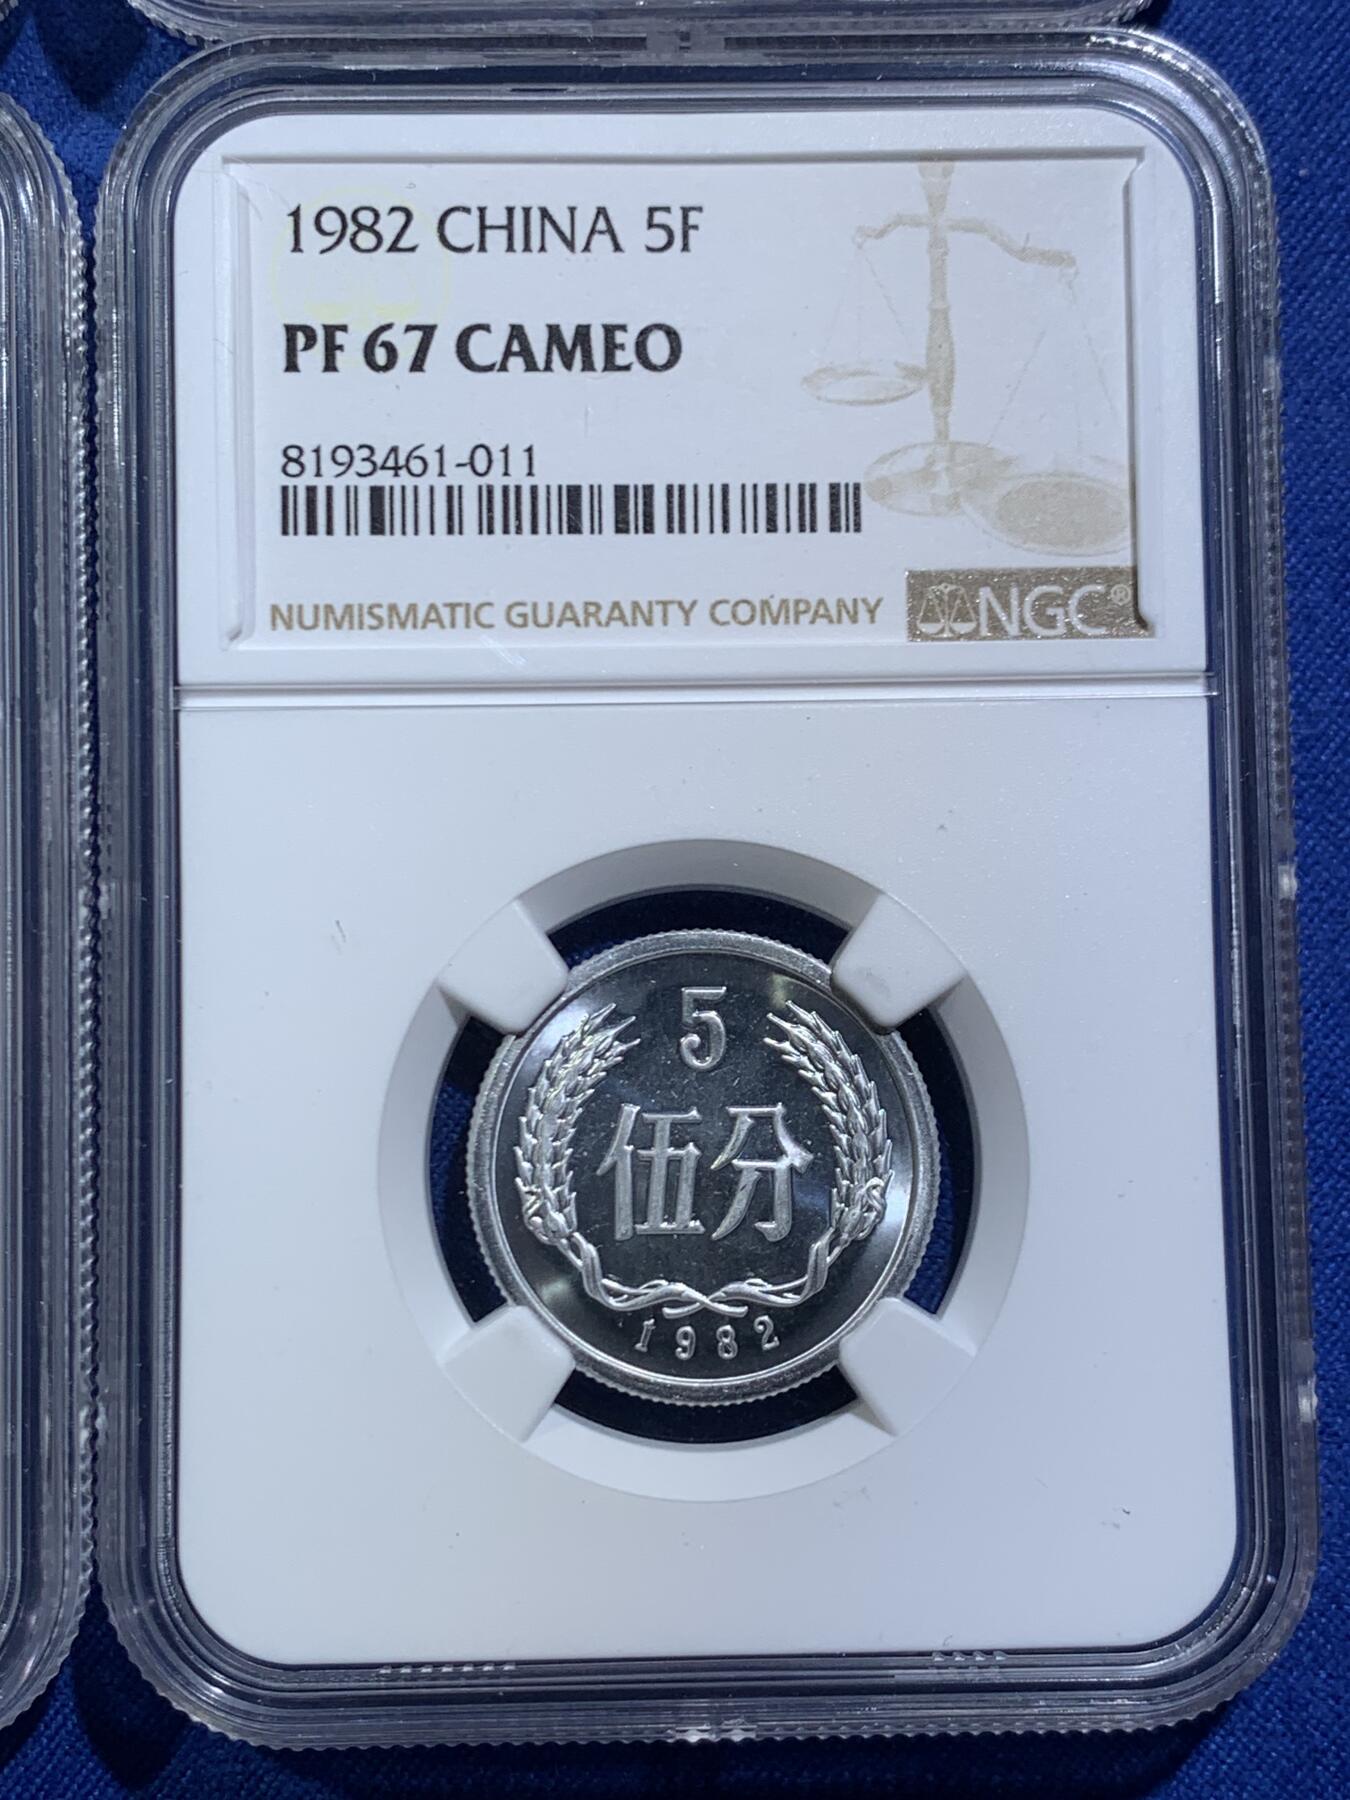 1982 CHINA 5F
PF 67 CAMEO
8193461-011
NUMISMATIC GUARANTY COMPANY
NGC®
5
伍分
1982